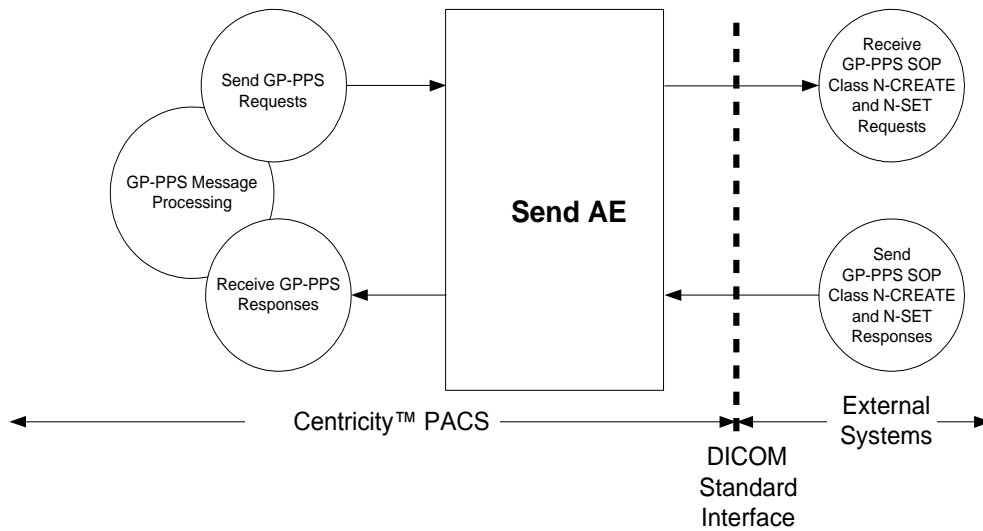 Send GP-PPS
Requests
GP-PPS Message
Processing
Receive GP-PPS
Responses
Send AE
Receive
GP-PPS SOP
Class N-CREATE
and N-SET
Requests
Send
GP-PPS SOP
Class N-CREATE
and N-SET
Responses
Centricity™ PACS
External
Systems
DICOM
Standard
Interface